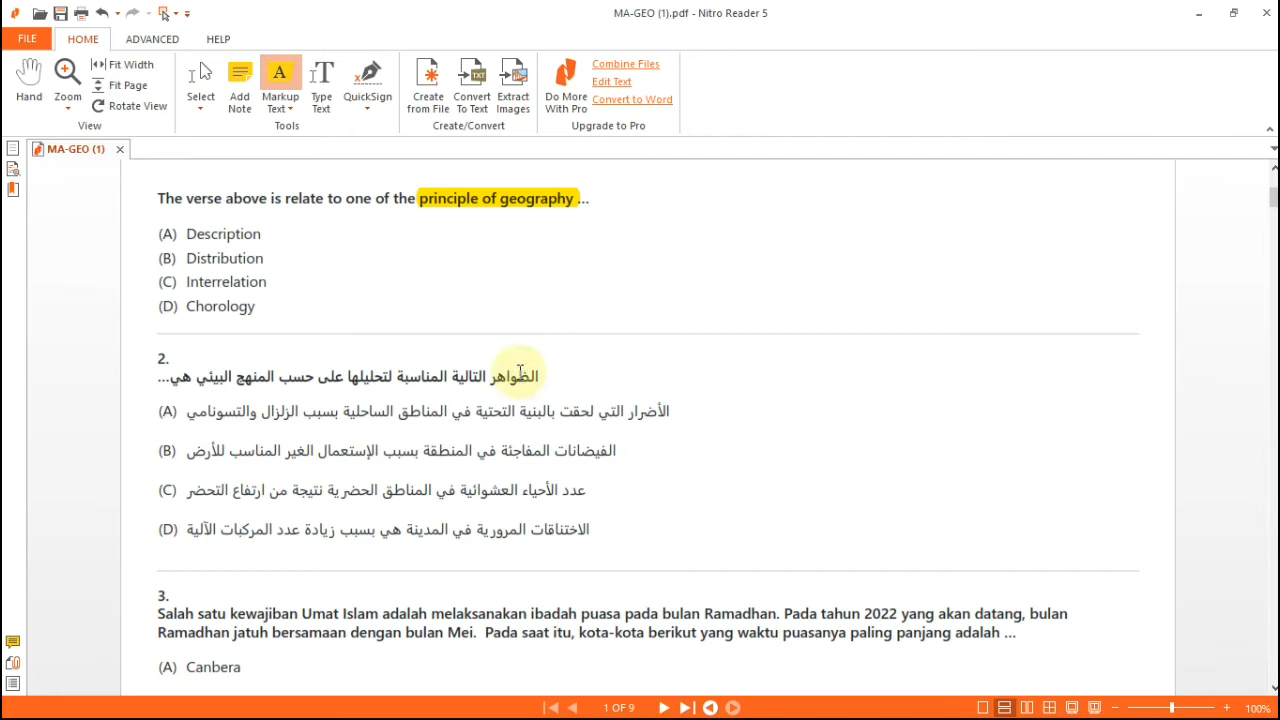 MA-GEO (1).pdf - Nitro Reader 5
FILE HOME ADVANCED HELP
Hand
Zoom
Fit Width
Fit Page
Rotate View
View
Select
Add Note
Markup Text
Type Text
QuickSign
Tools
Create from File
Convert To Text
Extract Images
Create/Convert
Do More With Pro
Combine Files
Edit Text
Convert to Word
Upgrade to Pro
MA-GEO (1)
The verse above is relate to one of the principle of geography ...
(A) Description
(B) Distribution
(C) Interrelation
(D) Chorology
2.
الظواهر التالية المناسبة لتحليلها على حسب المنهج البيئي هي...
(A) الأضرار التي لحقت بالبنية التحتية في المناطق الساحلية بسبب الزلزال والتسونامي
(B) الفيضانات المفاجئة في المنطقة بسبب الإستعمال الغير المناسب للأرض
(C) عدد الأحياء العشوائية في المناطق الحضرية نتيجة من ارتفاع التحضر
(D) الاختناقات المرورية في المدينة هي بسبب زيادة عدد المركبات الآلية
3.
Salah satu kewajiban Umat Islam adalah melaksanakan ibadah puasa pada bulan Ramadhan. Pada tahun 2022 yang akan datang, bulan
Ramadhan jatuh bersamaan dengan bulan Mei. Pada saat itu, kota-kota berikut yang waktu puasanya paling panjang adalah ...
(A) Canbera
1 OF 9
100%